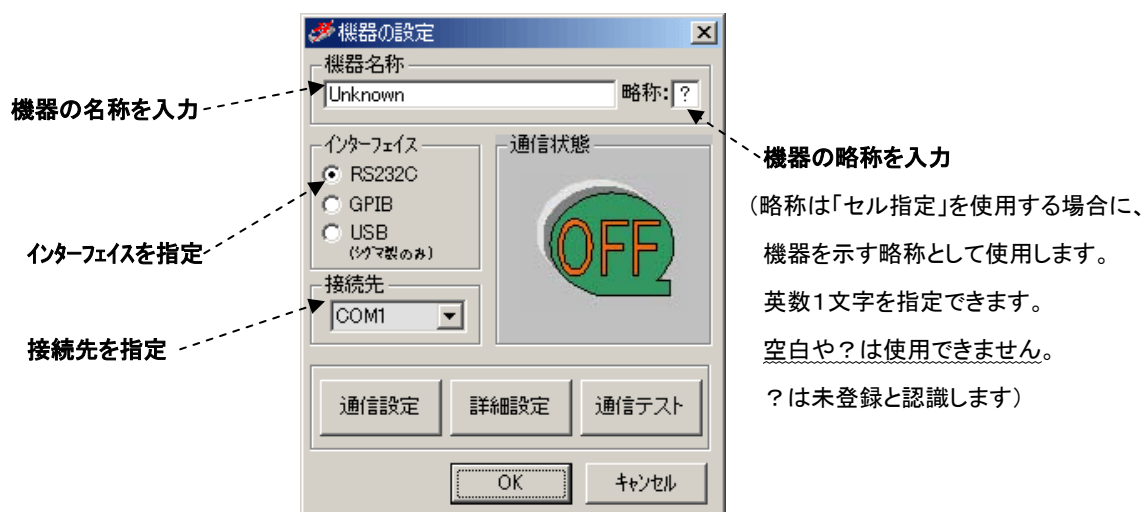 機器の設定
機器名称
Unknown
略称:
?
機器の名称を入力
インターフェイス
通信状態
RS232C
GPIB
USB
(シグマ製のみ)
OFF
インターフェイスを指定
接続先
COM1
接続先を指定
機器の略称を入力
(略称は「セル指定」を使用する場合に、
機器を示す略称として使用します。
英数1文字を指定できます。
空白や?は使用できません。
?は未登録と認識します)
通信設定
詳細設定
通信テスト
OK
キャンセル